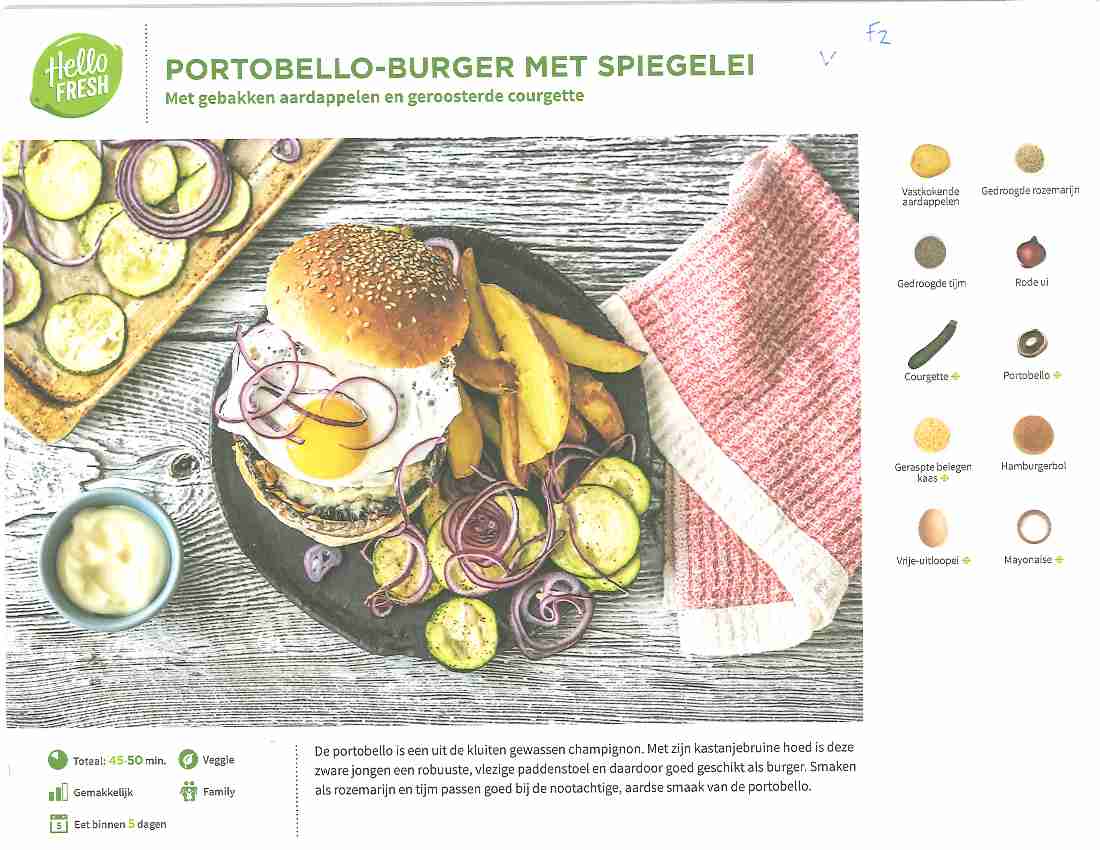 Hello
FRESH
PORTOBELLO-BURGER MET SPIEGELEI
Met gebakken aardappelen en geroosterde courgette
V
F2
Vastkokende
aardappelen
Gedroogde rozemarijn
Gedroogde tijm
Rode ui
Courgette
Portobello
Geraspte belegen
kaas
Hamburgerbol
Vrije-uitloopei
Mayonaise
Totaal: 45-50 min.
Veggie
Gemakkelijk
Family
5
Eet binnen 5 dagen
De portobello is een uit de kluiten gewassen champignon. Met zijn kastanjebruine hoed is deze
zware jongen een robuuste, vlezige paddenstoel en daardoor goed geschikt als burger. Smaken
als rozemarijn en tijm passen goed bij de nootachtige, aardse smaak van de portobello.